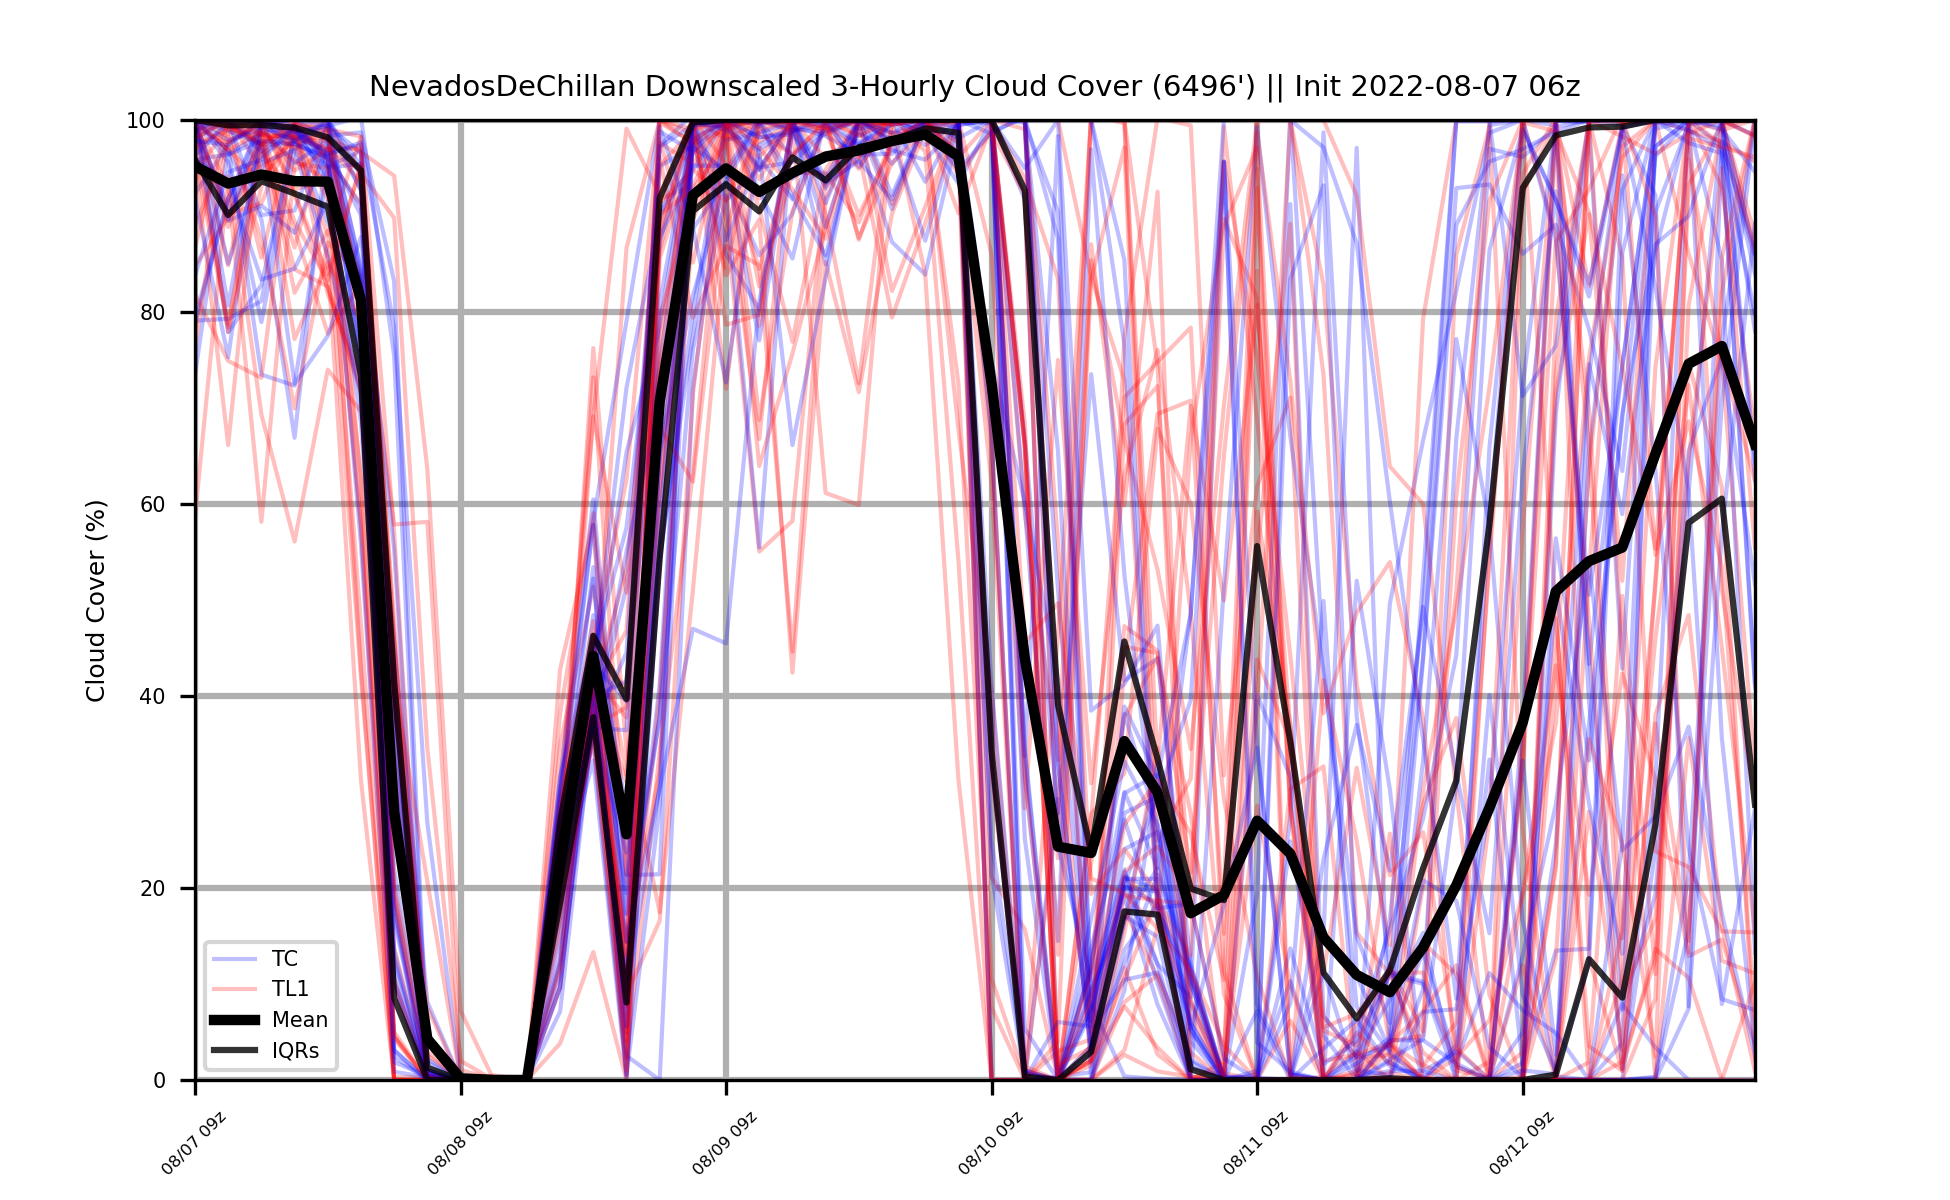 NevadosDeChillan Downscaled 3-Hourly Cloud Cover (6496') || Init 2022-08-07 06z
Cloud Cover (%)
100
80
60
40
20
0
TC
TL1
Mean
IQRs
08/07 09z
08/08 09z
08/09 09z
08/10 09z
08/11 09z
08/12 09z